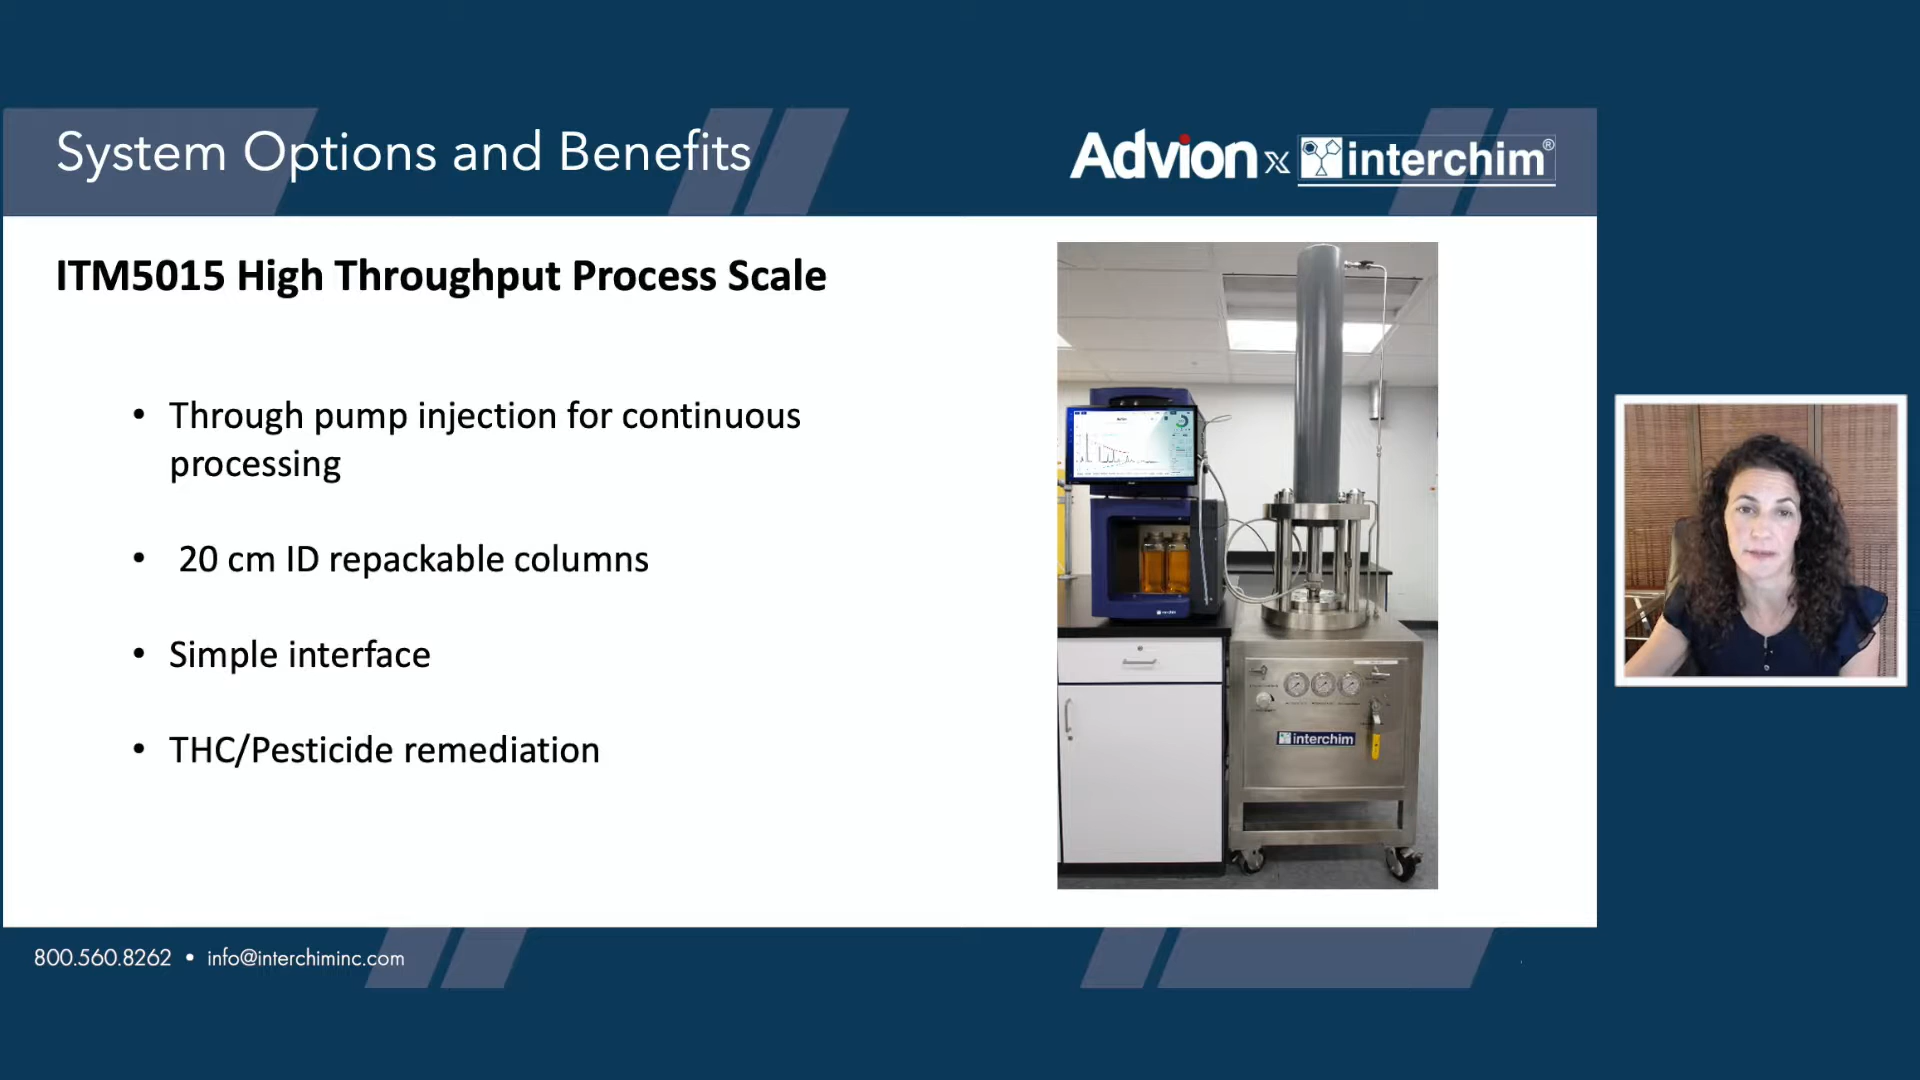 System Options and Benefits
Advion x interchim®
ITM5015 High Throughput Process Scale
• Through pump injection for continuous
processing
• 20 cm ID repackable columns
• Simple interface
• THC/Pesticide remediation
interchim
800.560.8262 • info@interchiminc.com